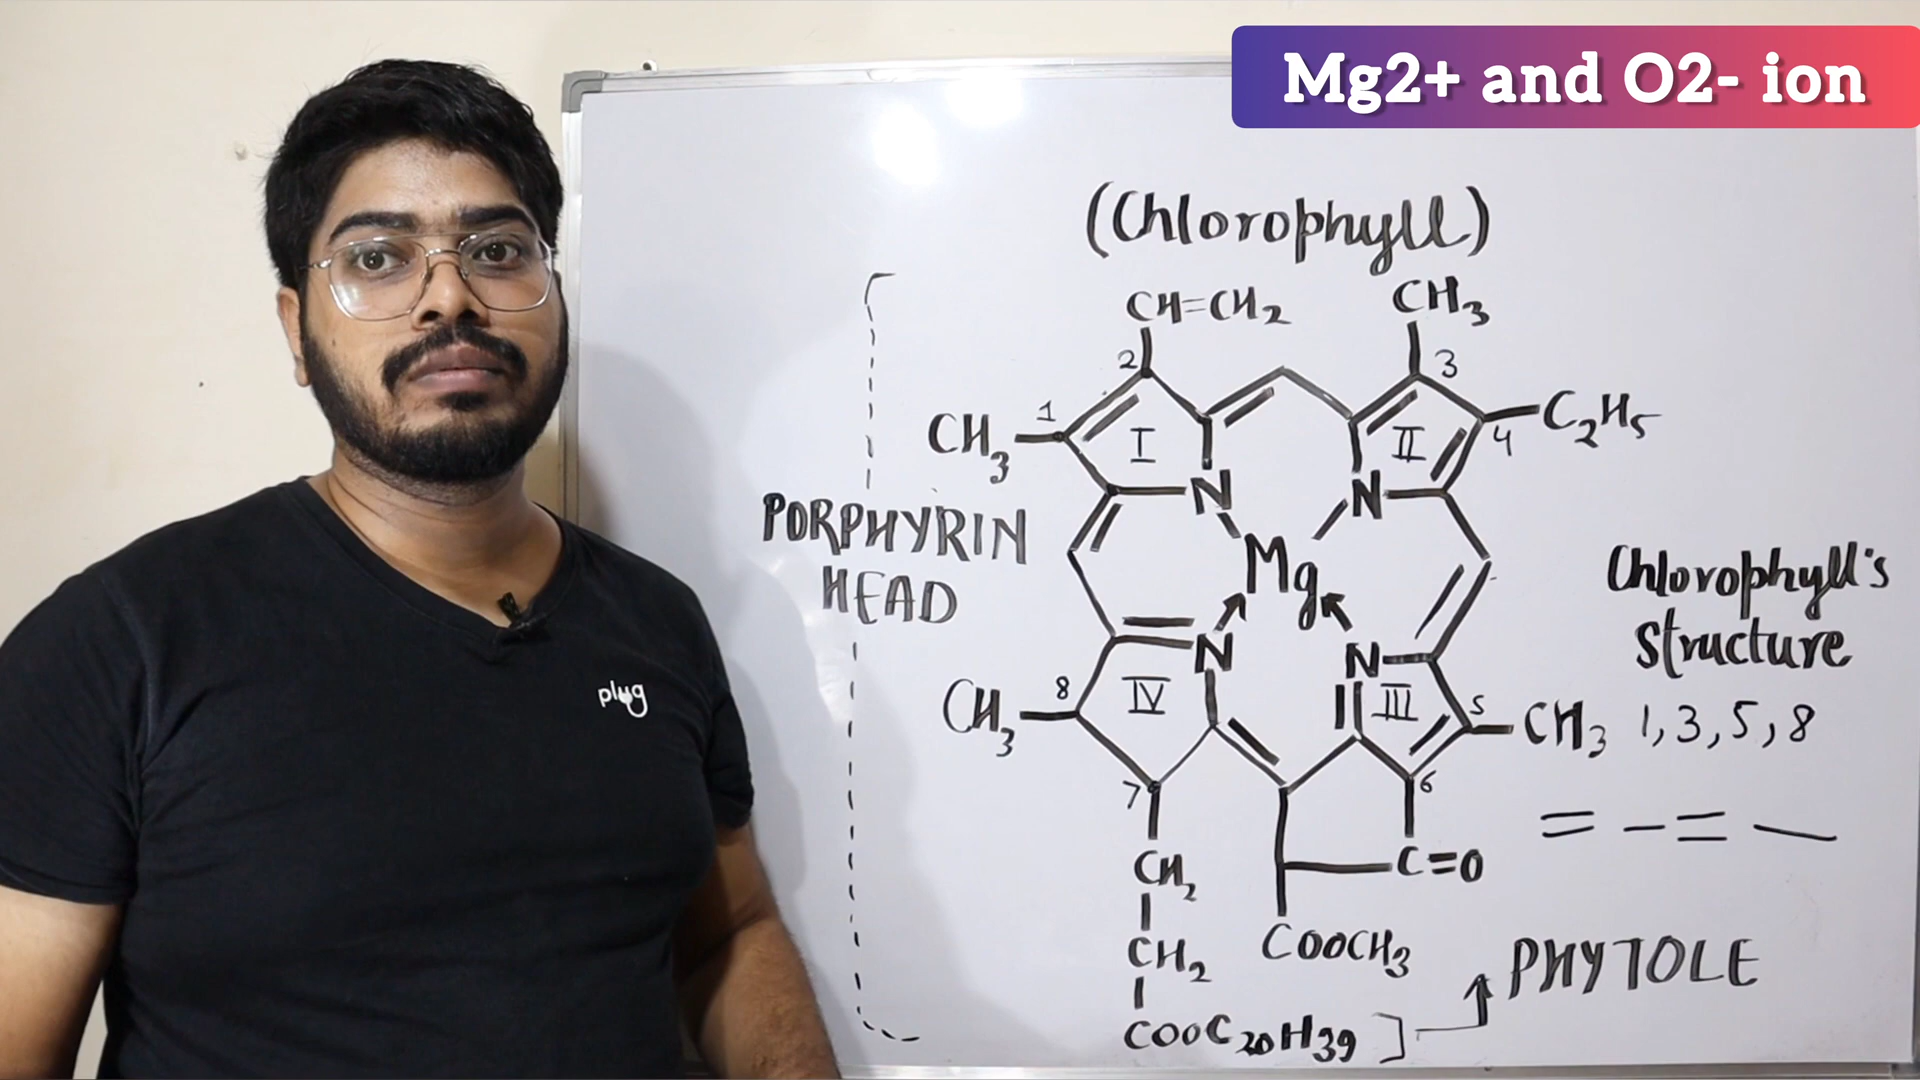 Mg2+ and O2- ion
(Chlorophyll)
CH=CH2
CH3
2
3
1
4
C2H5
CH3
I
II
N
N
PORPHYRIN
HEAD
Mg
Chlorophyll's
structure
N
N
CH3
8
IV
III
5
CH3
1, 3, 5, 8
7
6
CH2
C=O
CH2
COOCH3
PHYTOLE
COOC20H39
plug